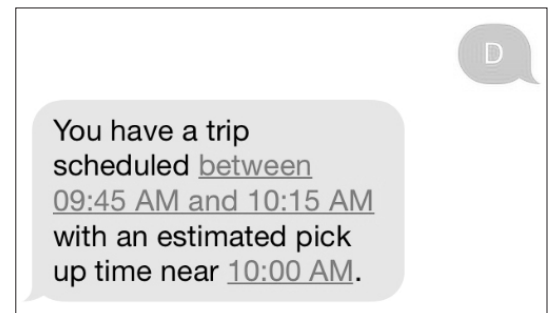 D
You have a trip
scheduled between
09:45 AM and 10:15 AM
with an estimated pick
up time near 10:00 AM.